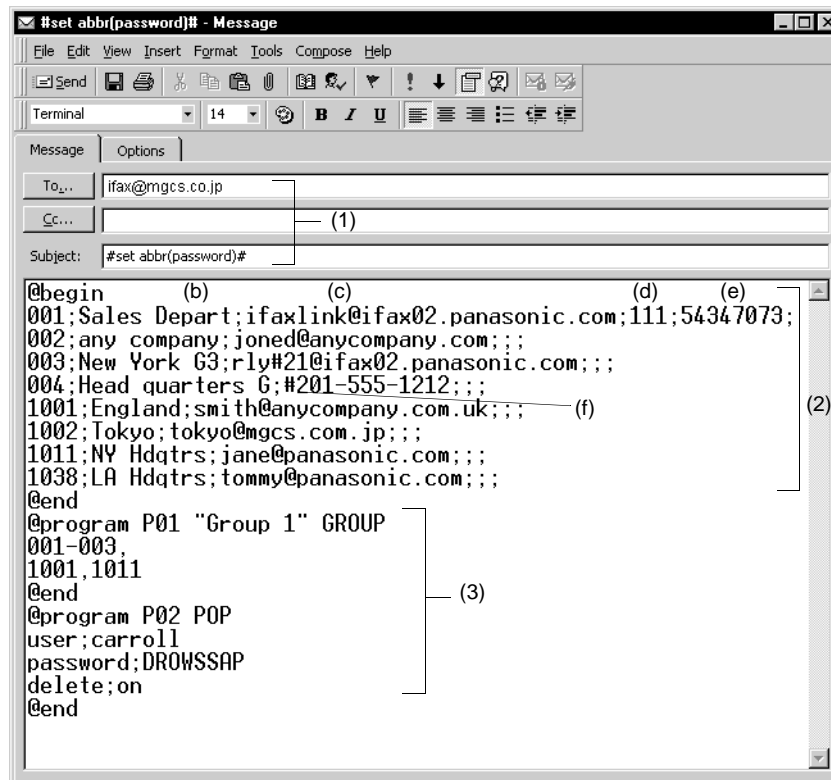 #set abbr(password)# - Message
File Edit View Insert Format Tools Compose Help
Send
Terminal 14 B I U
Message Options
To... ifax@mgcs.co.jp
(1)
Cc...
Subject: #set abbr(password)#
@begin (b) (c) (d) (e)
001;Sales Depart;ifaxlink@ifax02.panasonic.com;111;54347073;
002;any company;joned@anycompany.com;;;
003;New York G3;rly#21@ifax02.panasonic.com;;;
004;Head quarters G;#201-555-1212;;;
1001;England;smith@anycompany.com.uk;;; (f)
(2)
1002;Tokyo;tokyo@mgcs.com.jp;;;
1011;NY Hdqtrs;jane@panasonic.com;;;
1038;LA Hdqtrs;tommy@panasonic.com;;;
@end
@program P01 "Group 1" GROUP
001-003,
1001,1011
@end
(3)
@program P02 POP
user;carroll
password;DROWSSAP
delete;on
@end